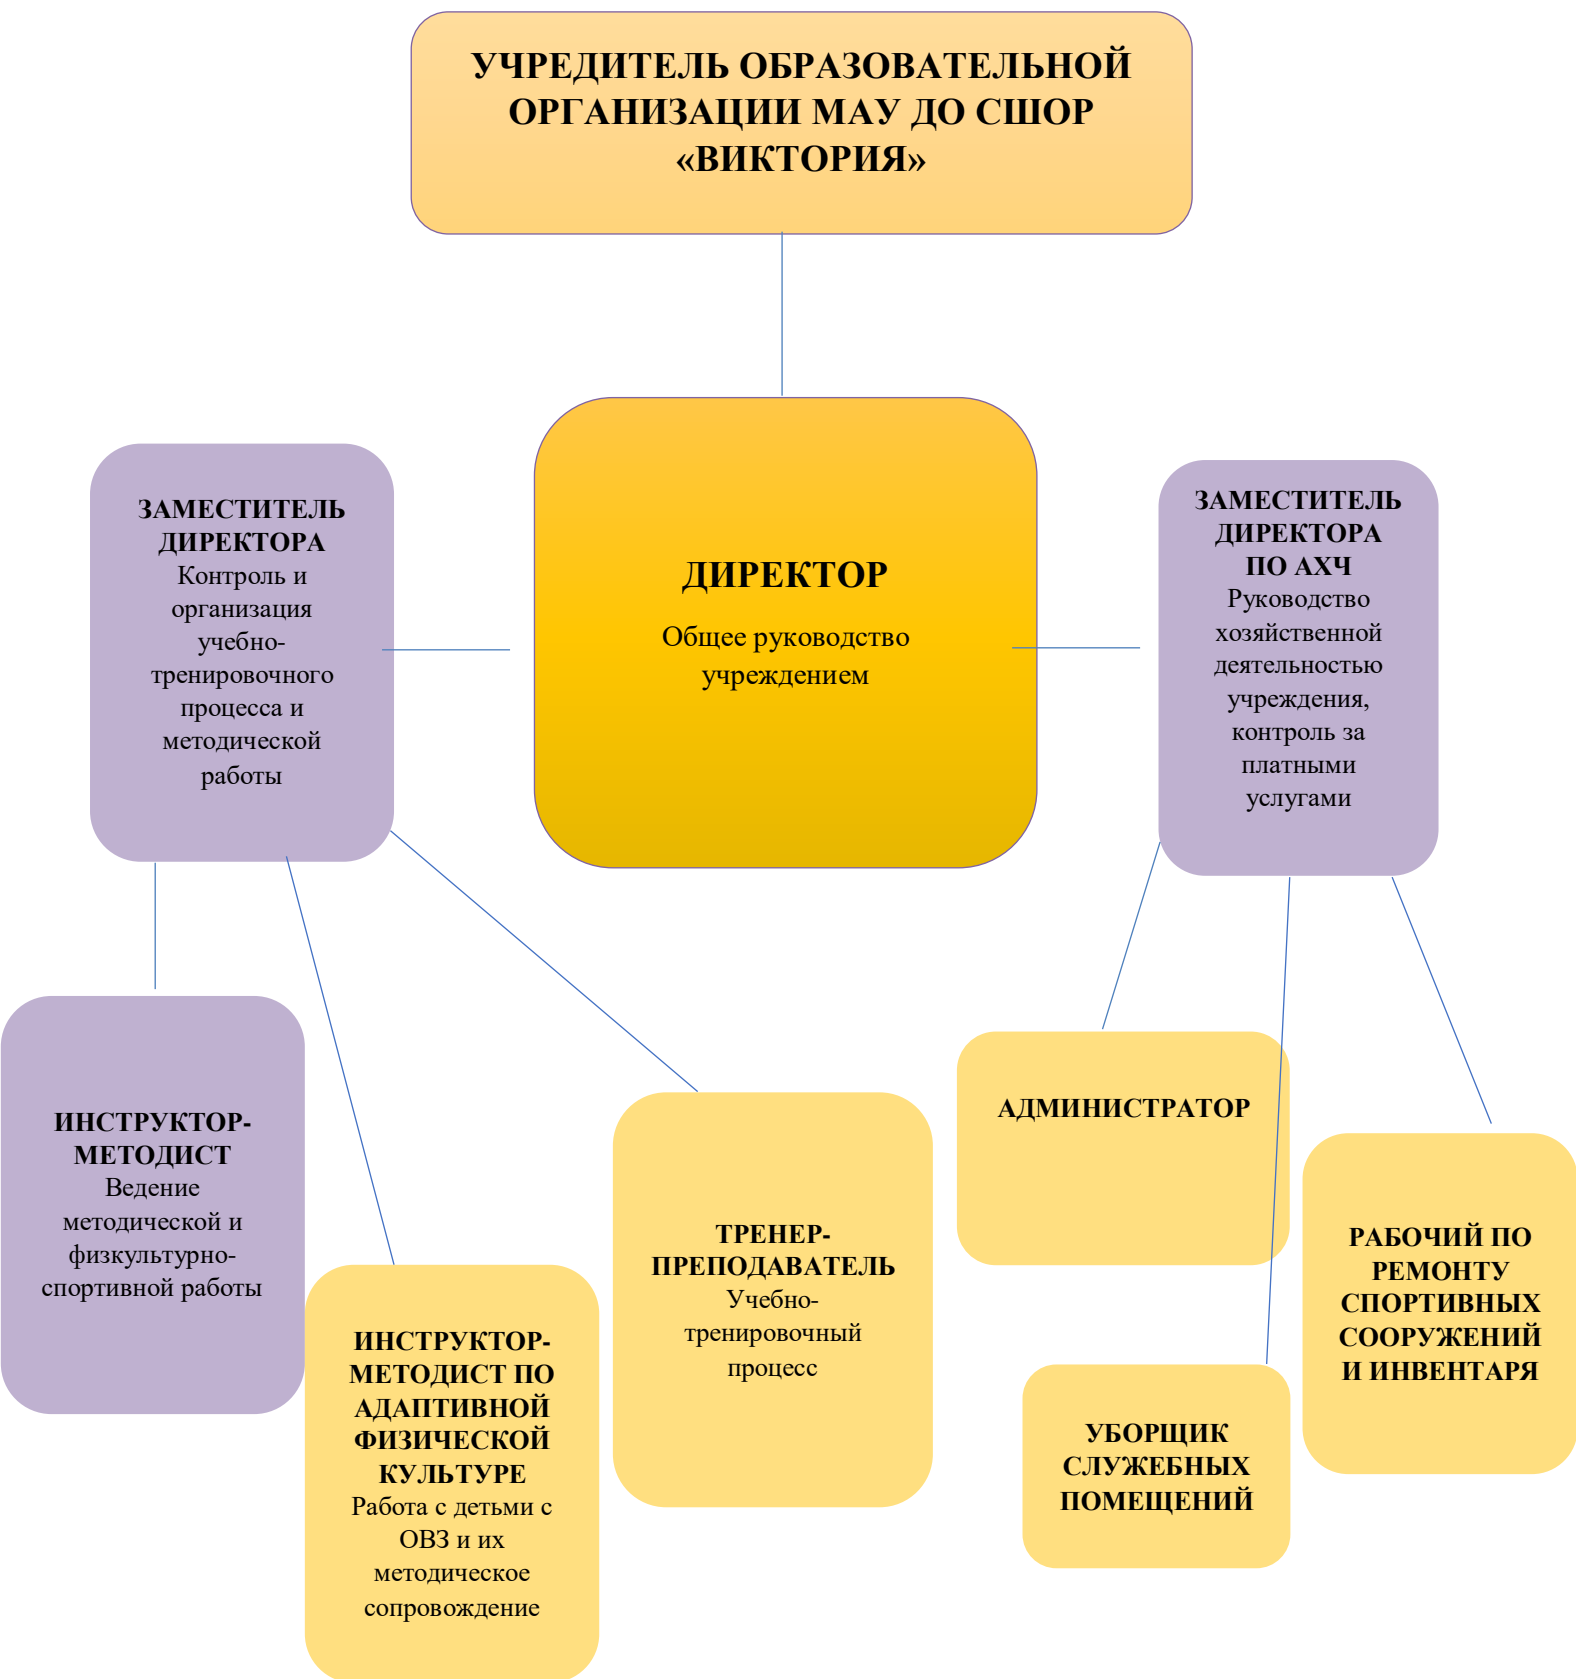 УЧРЕДИТЕЛЬ ОБРАЗОВАТЕЛЬНОЙ
ОРГАНИЗАЦИИ МАУ ДО СШОР
«ВИКТОРИЯ»
ЗАМЕСТИТЕЛЬ
ДИРЕКТОРА
Контроль и
организация
учебно-
тренировочного
процесса и
методической
работы
ДИРЕКТОР
Общее руководство
учреждением
ЗАМЕСТИТЕЛЬ
ДИРЕКТОРА
ПО АХЧ
Руководство
хозяйственной
деятельностью
учреждения,
контроль за
платными
услугами
ИНСТРУКТОР-
МЕТОДИСТ
Ведение
методической и
физкультурно-
спортивной работы
ИНСТРУКТОР-
МЕТОДИСТ ПО
АДАПТИВНОЙ
ФИЗИЧЕСКОЙ
КУЛЬТУРЕ
Работа с детьми с
ОВЗ и их
методическое
сопровождение
ТРЕНЕР-
ПРЕПОДАВАТЕЛЬ
Учебно-
тренировочный
процесс
АДМИНИСТРАТОР
УБОРЩИК
СЛУЖЕБНЫХ
ПОМЕЩЕНИЙ
РАБОЧИЙ ПО
РЕМОНТУ
СПОРТИВНЫХ
СООРУЖЕНИЙ
И ИНВЕНТАРЯ